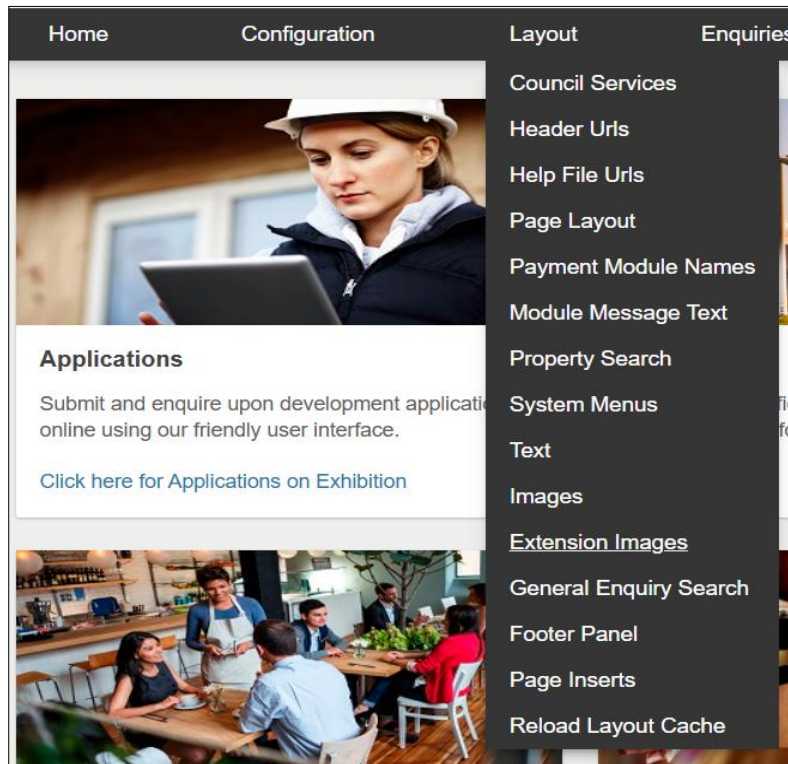 Home Configuration Layout Enquiries
Council Services
Header Urls
Help File Urls
Page Layout
Payment Module Names
Module Message Text
Property Search
System Menus
Text
Images
Extension Images
General Enquiry Search
Footer Panel
Page Inserts
Reload Layout Cache
Applications
Submit and enquire upon development
online using our friendly user interface.
Click here for Applications on Exhibition